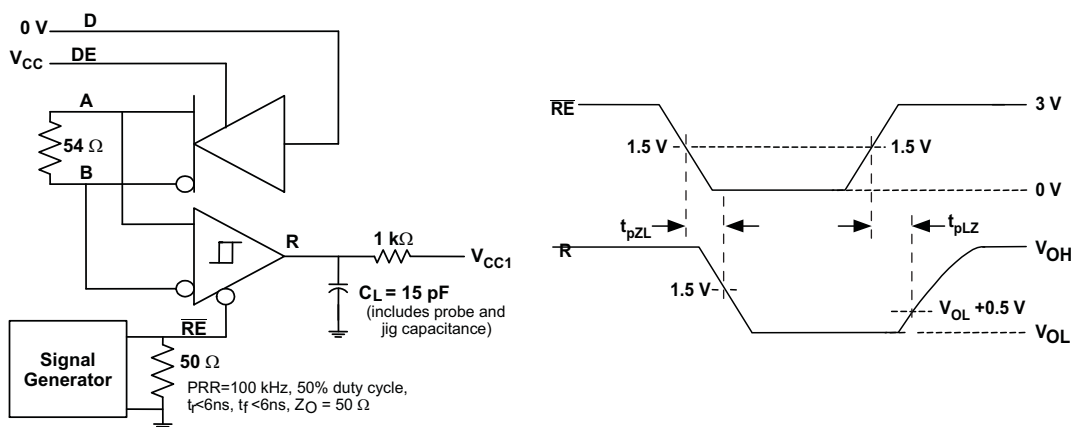 0 V D
VCC DE
A
54 Ω
B
R
1 kΩ
VCC1
CL = 15 pF
(includes probe and
jig capacitance)
RE
Signal
Generator
50 Ω
PRR=100 kHz, 50% duty cycle,
tr<6ns, tf <6ns, ZO = 50 Ω
RE
3 V
1.5 V
1.5 V
0 V
tpZL
tpLZ
R
VOH
1.5 V
VOL +0.5 V
VOL